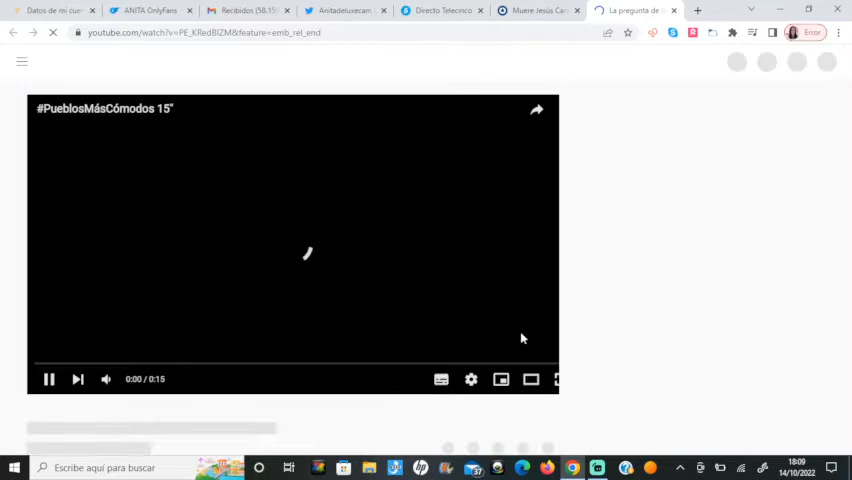 Datos de mi cuer
ANITA OnlyFans
Recibidos (58.15
Anitadeluxecam
Directo Telecinco
Muere Jesús Car
La pregunta de l
youtube.com/watch?v=PE_KRedBIZM&feature=emb_rel_end
Error
#PueblosMásCómodos 15"
0:00 / 0:15
Escribe aquí para buscar
37
18:09
14/10/2022